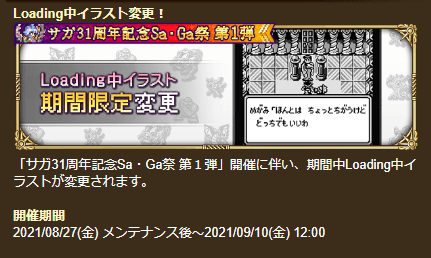 Loading中イラスト変更！
サガ31周年記念Sa・Ga祭 第1弾
Loading中イラスト
期間限定変更
めがみ「ほんとは ちょっとちがうけど
どっちでもいいわ
「サガ31周年記念Sa・Ga祭 第１弾」開催に伴い、期間中Loading中イ
ラストが変更されます。
開催期間
2021/08/27(金) メンテナンス後～2021/09/10(金) 12:00